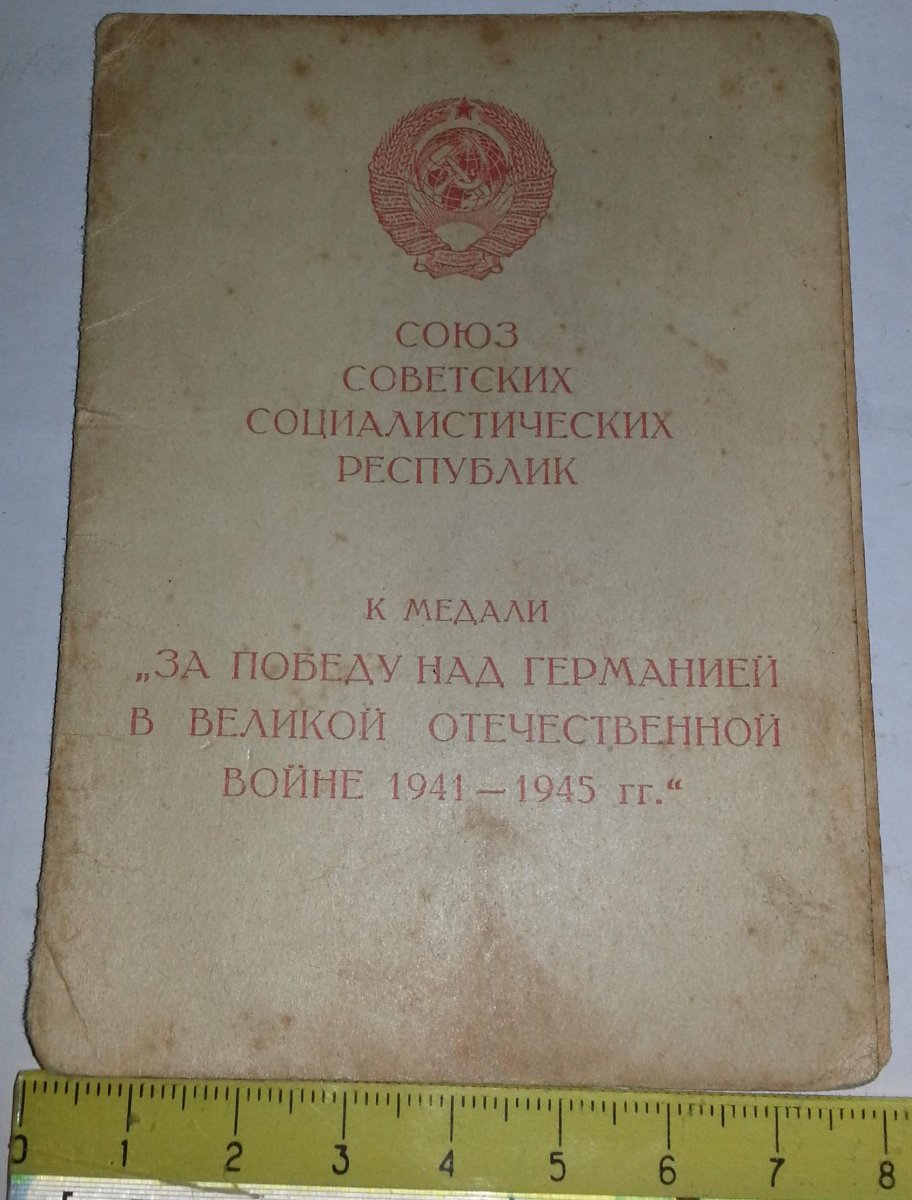 СОЮЗ
СОВЕТСКИХ
СОЦИАЛИСТИЧЕСКИХ
РЕСПУБЛИК
К МЕДАЛИ
„ЗА ПОБЕДУ НАД ГЕРМАНИЕЙ
В ВЕЛИКОЙ ОТЕЧЕСТВЕННОЙ
ВОЙНЕ 1941—1945 гг.“
0 1 2 3 4 5 6 7 8